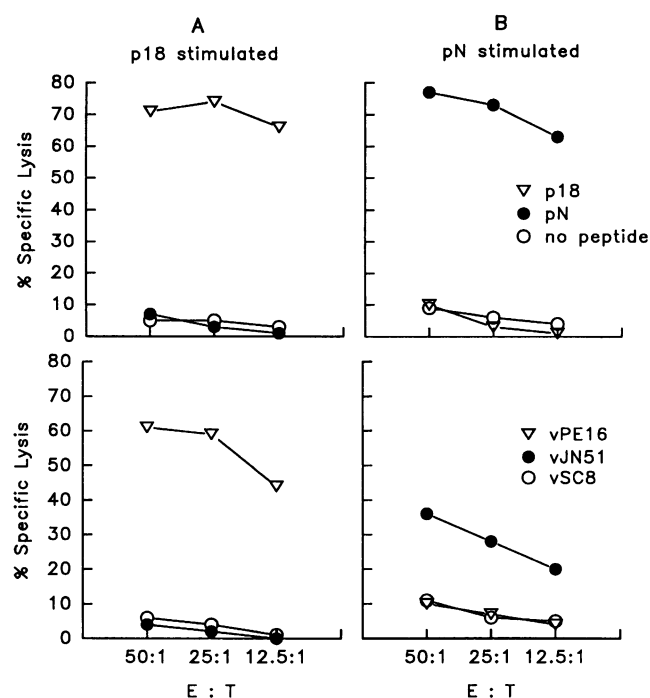 A
p18 stimulated
B
pN stimulated
% Specific Lysis
80
70
60
50
40
30
20
10
0
p18
pN
no peptide
% Specific Lysis
80
70
60
50
40
30
20
10
0
vPE16
vJN51
vSC8
50:1 25:1 12.5:1
50:1 25:1 12.5:1
E : T
E : T